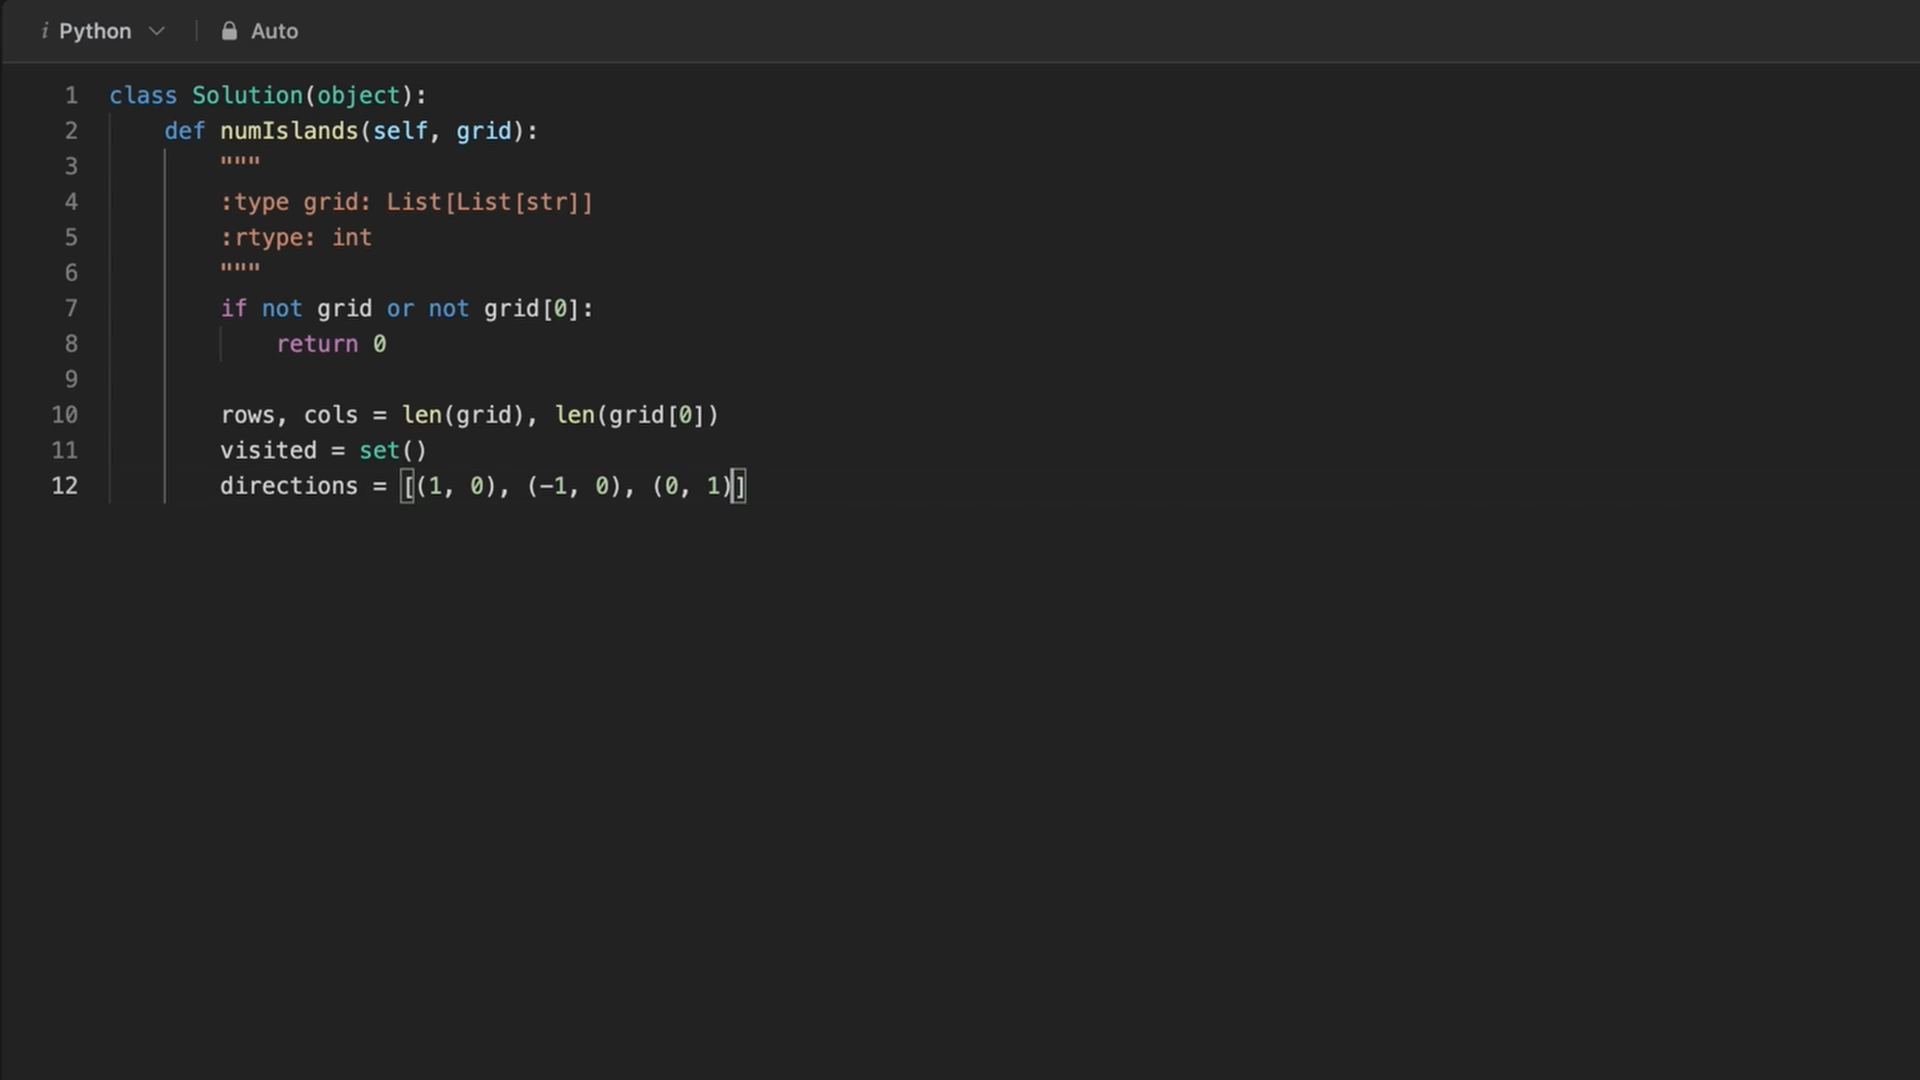 i Python Auto
1 class Solution(object):
2 def numIslands(self, grid):
3 """
4 :type grid: List[List[str]]
5 :rtype: int
6 """
7 if not grid or not grid[0]:
8 return 0
9
10 rows, cols = len(grid), len(grid[0])
11 visited = set()
12 directions = [(1, 0), (-1, 0), (0, 1)]